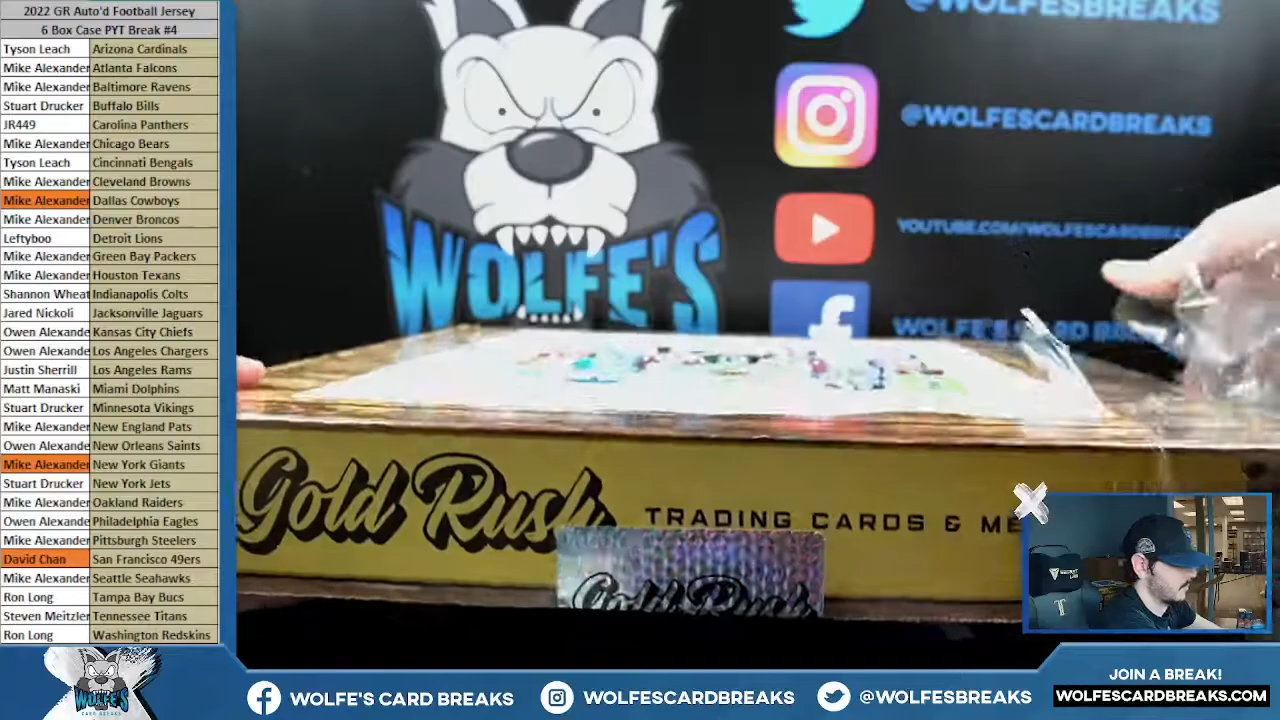 2022 GR Auto'd Football Jersey
6 Box Case PYT Break #4
Tyson Leach Arizona Cardinals
Mike Alexander Atlanta Falcons
Mike Alexander Baltimore Ravens
Stuart Drucker Buffalo Bills
JR449 Carolina Panthers
Mike Alexander Chicago Bears
Tyson Leach Cincinnati Bengals
Mike Alexander Cleveland Browns
Mike Alexander Dallas Cowboys
Mike Alexander Denver Broncos
Leftyboo Detroit Lions
Mike Alexander Green Bay Packers
Mike Alexander Houston Texans
Shannon Wheat Indianapolis Colts
Jared Nickoli Jacksonville Jaguars
Owen Alexande Kansas City Chiefs
Owen Alexande Los Angeles Chargers
Justin Sherrill Los Angeles Rams
Matt Manaski Miami Dolphins
Stuart Drucker Minnesota Vikings
Mike Alexander New England Pats
Owen Alexande New Orleans Saints
Mike Alexander New York Giants
Stuart Drucker New York Jets
Mike Alexander Oakland Raiders
Owen Alexande Philadelphia Eagles
Mike Alexander Pittsburgh Steelers
David Chan San Francisco 49ers
Mike Alexander Seattle Seahawks
Ron Long Tampa Bay Bucs
Steven Meitzler Tennessee Titans
Ron Long Washington Redskins
@WOLFESBREAKS
@WOLFESCARDBREAKS
YOUTUBE.COM/WOLFESCARDBREAK
WOLFE'S CARD
WOLFE'S
Gold Rush
TRADING CARDS & ME
Gold Rush
WOLFE'S
CARD BREAKS
WOLFE'S CARD BREAKS
WOLFESCARDBREAKS
@WOLFESBREAKS
JOIN A BREAK!
WOLFESCARDBREAKS.COM